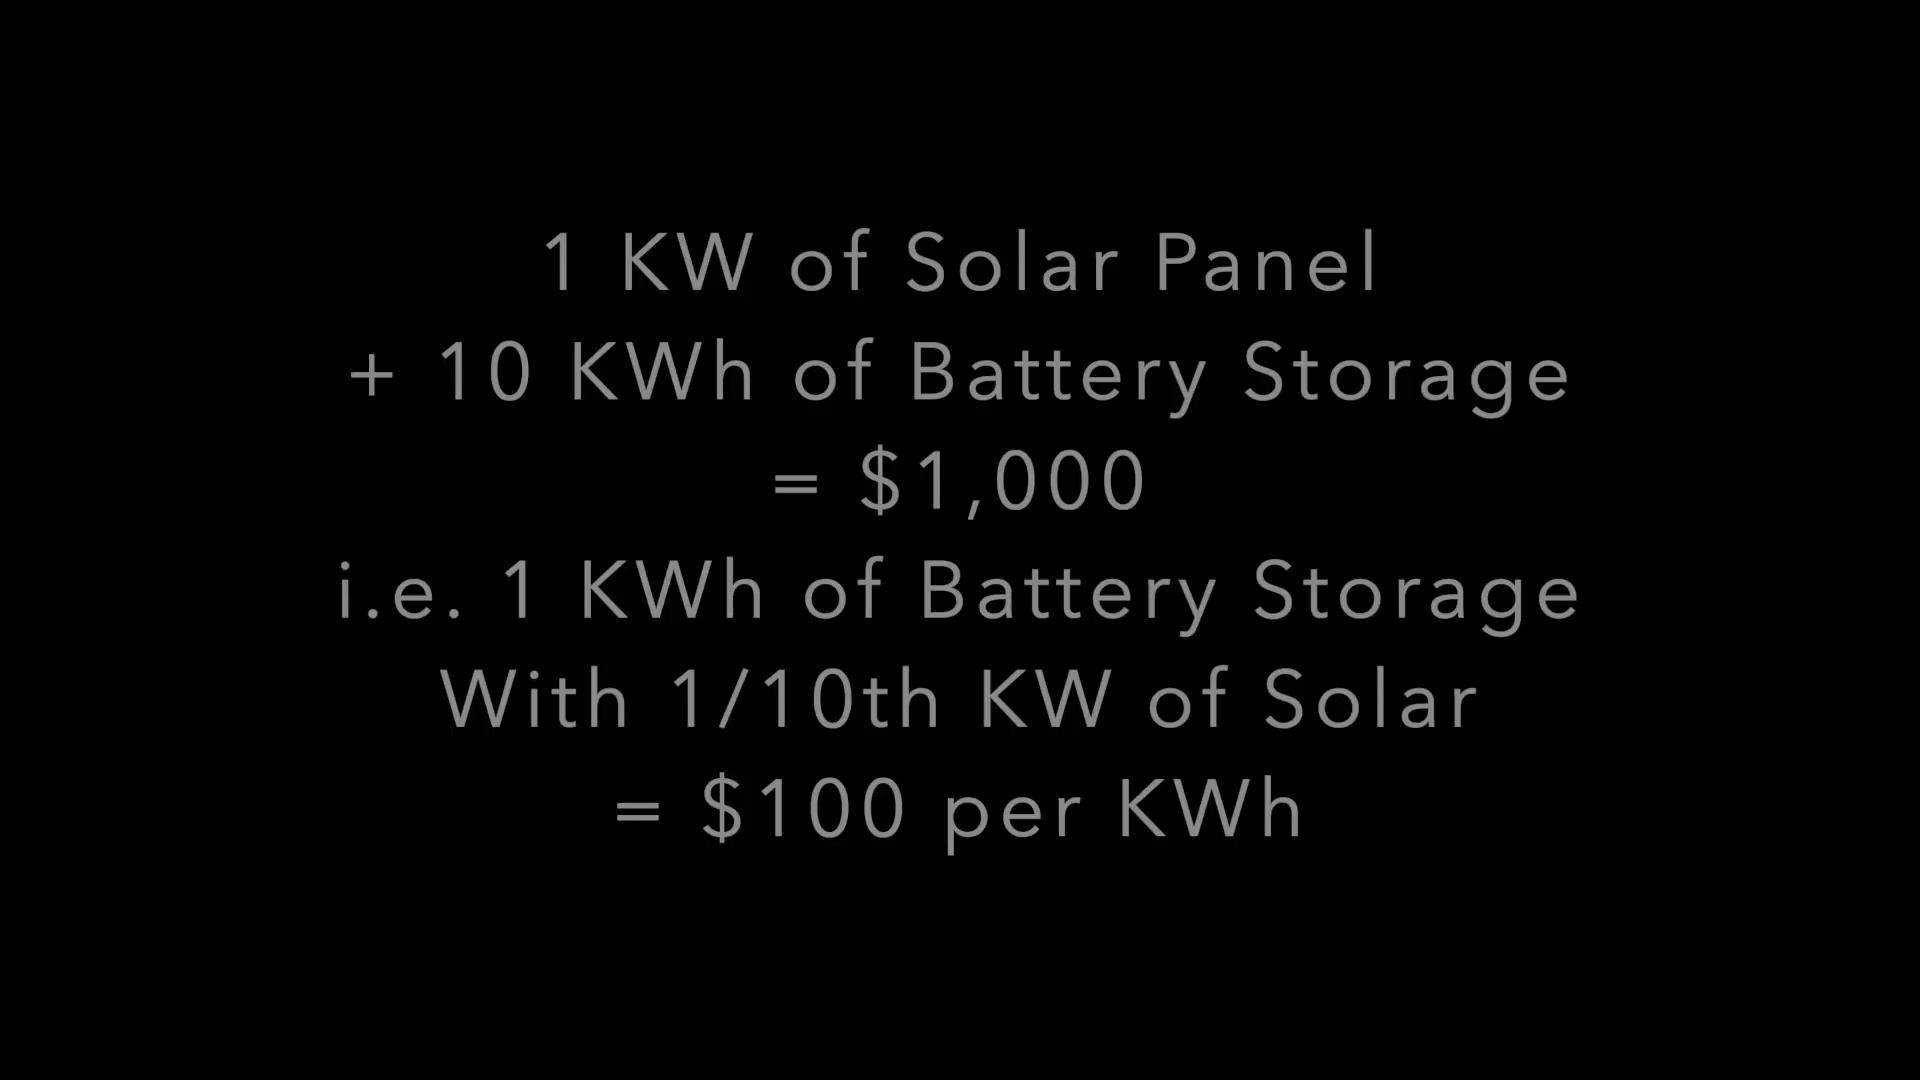 1 KW of Solar Panel
+ 10 KWh of Battery Storage
= $1,000
i.e. 1 KWh of Battery Storage
With 1/10th KW of Solar
= $100 per KWh